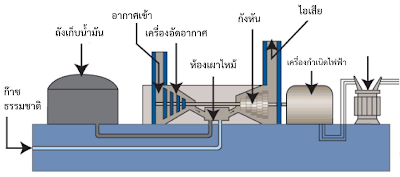 อากาศเข้า
ไอเสีย
ถังเก็บน้ำมัน
เครื่องอัดอากาศ
กังหัน
ห้องเผาไหม้
เครื่องกำเนิดไฟฟ้า
ก๊าซ
ธรรมชาติ